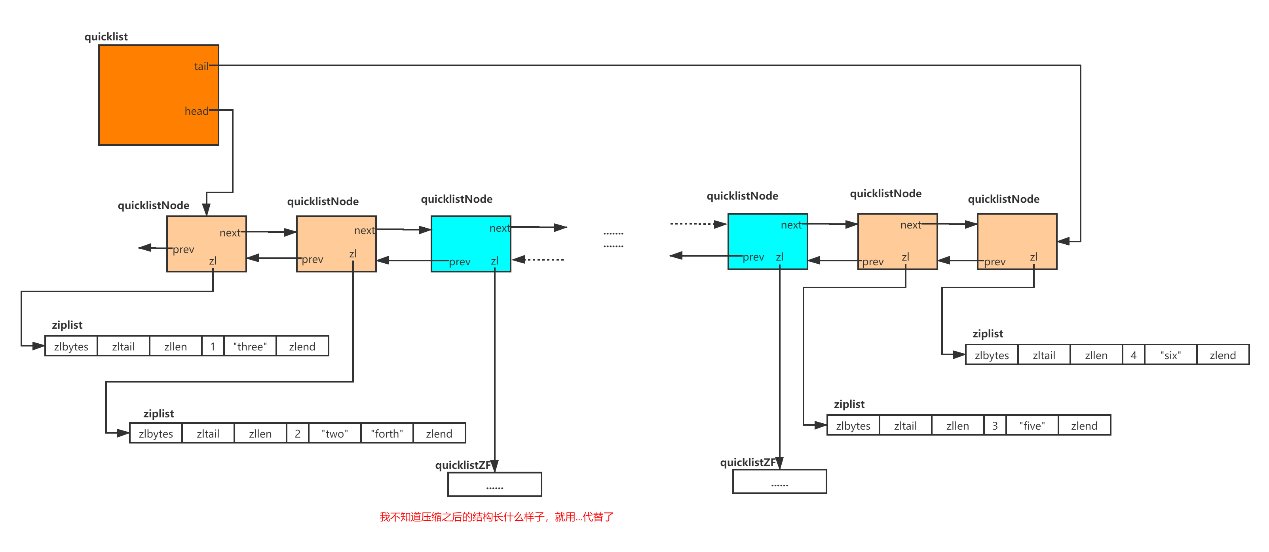 quicklist
tail
head
quicklistNode
quicklistNode
quicklistNode
quicklistNode
quicklistNode
quicklistNode
next
prev
zl
next
prev
zl
next
prev
zl
.......
.......
next
prev
zl
next
prev
zl
prev
zl
ziplist
zlbytes zltail zllen 1 "three" zlend
ziplist
zlbytes zltail zllen 4 "six" zlend
ziplist
zlbytes zltail zllen 2 "two" "forth" zlend
ziplist
zlbytes zltail zllen 3 "five" zlend
quicklistZF
......
quicklistZF
......
我不知道压缩之后的结构长什么样子，就用...代替了